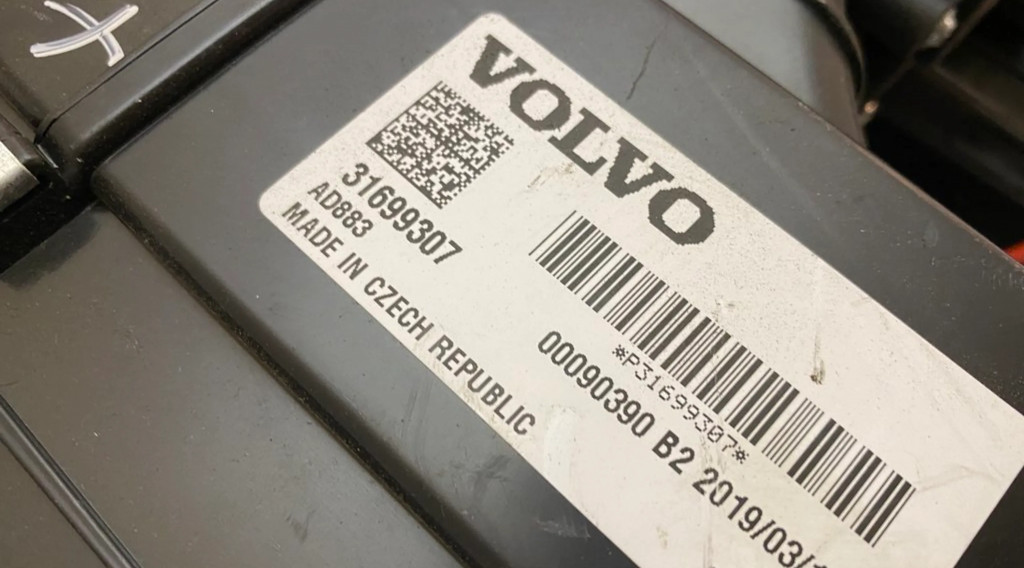 VOLVO
31699307
AD883
MADE IN CZECH REPUBLIC
*P31699307*
00090390 B2 2019/03/